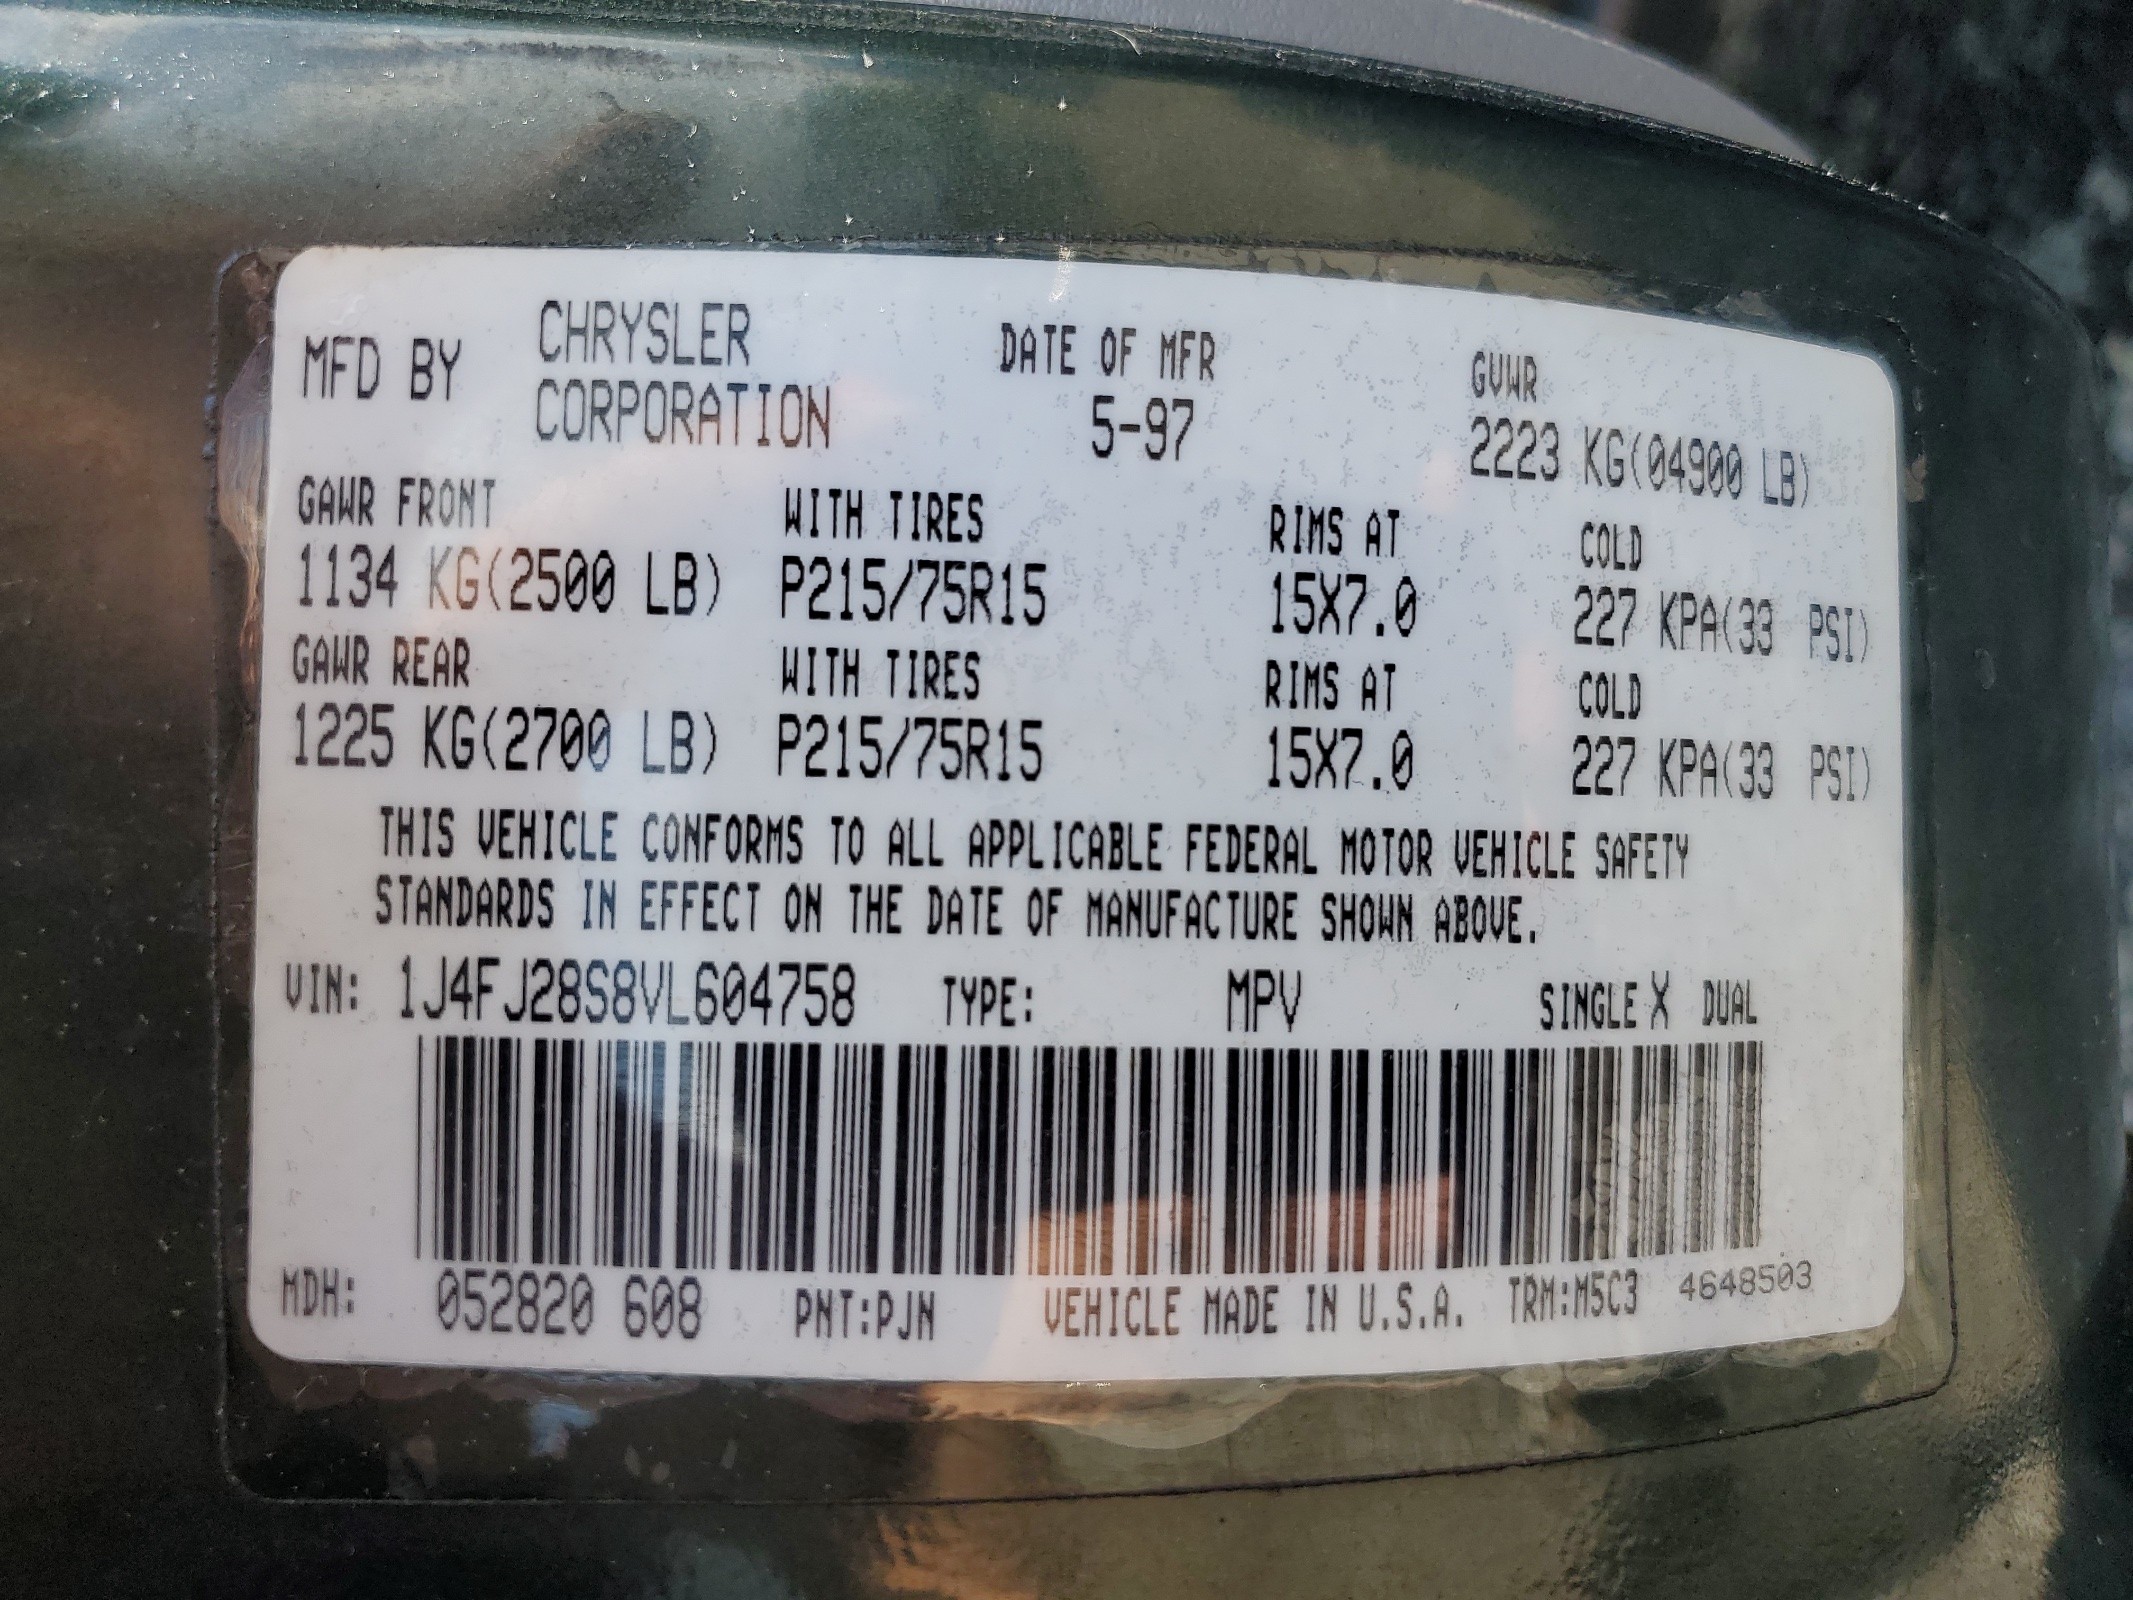 MFD BY CHRYSLER CORPORATION DATE OF MFR 5-97 GVWR 2223 KG(04900 LB)
GAWR FRONT WITH TIRES RIMS AT COLD
1134 KG(2500 LB) P215/75R15 15X7.0 227 KPA(33 PSI)
GAWR REAR WITH TIRES RIMS AT COLD
1225 KG(2700 LB) P215/75R15 15X7.0 227 KPA(33 PSI)
THIS VEHICLE CONFORMS TO ALL APPLICABLE FEDERAL MOTOR VEHICLE SAFETY
STANDARDS IN EFFECT ON THE DATE OF MANUFACTURE SHOWN ABOVE.
VIN: 1J4FJ28S8VL604758 TYPE: MPV SINGLE X DUAL
MDH: 052820 608 PNT:PJN VEHICLE MADE IN U.S.A. TRM:M5C3 4648503